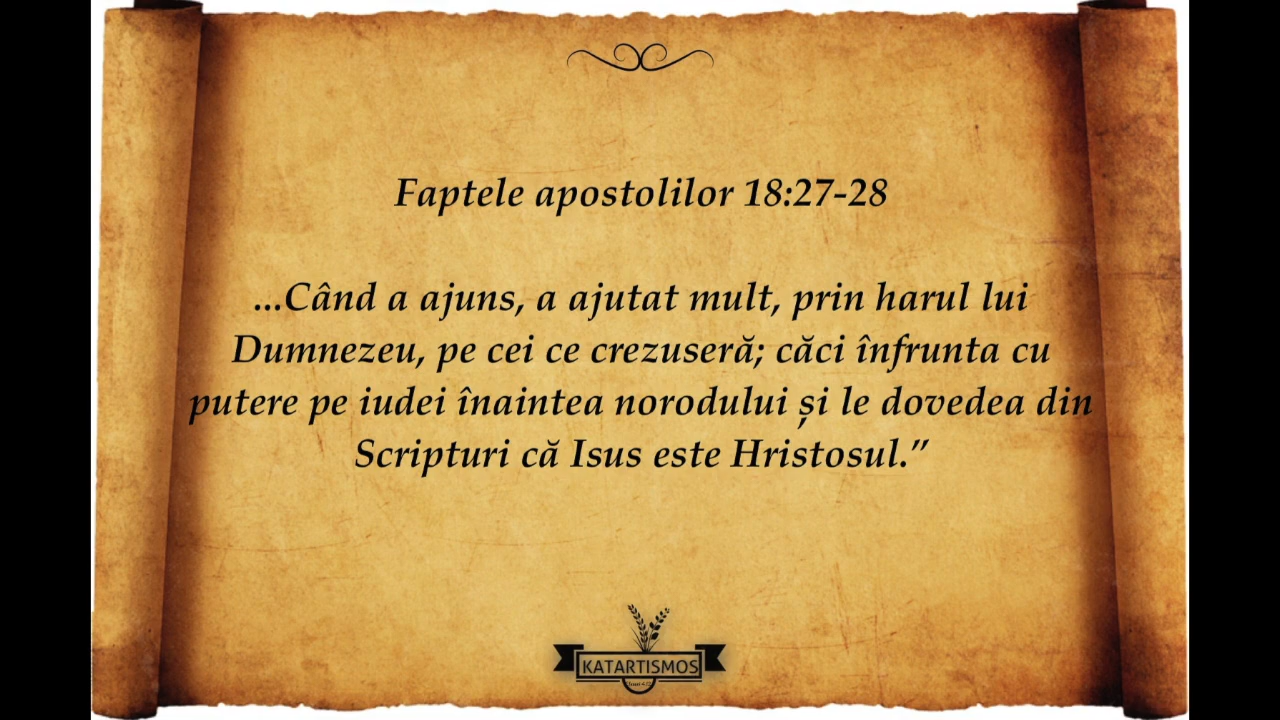 Faptele apostolilor 18:27-28
...Când a ajuns, a ajutat mult, prin harul lui
Dumnezeu, pe cei ce crezuseră; căci înfrunta cu
putere pe iudei înaintea norodului și le dovedea din
Scripturi că Isus este Hristosul.”
KATARTISMOS